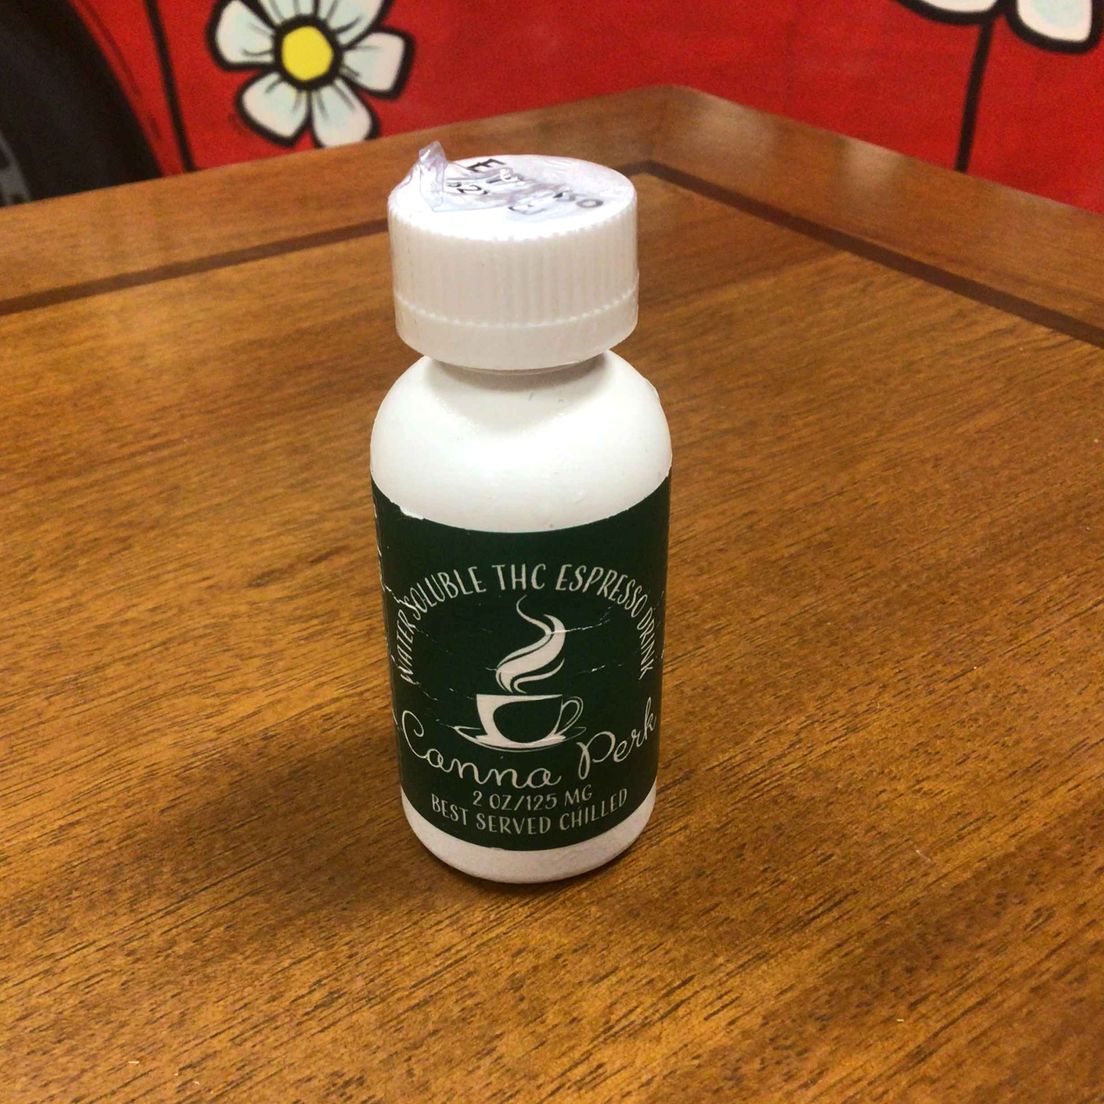 WATER SOLUBLE THC ESPRESSO DRINK
Canna Perk
2 OZ/125 MG
BEST SERVED CHILLED